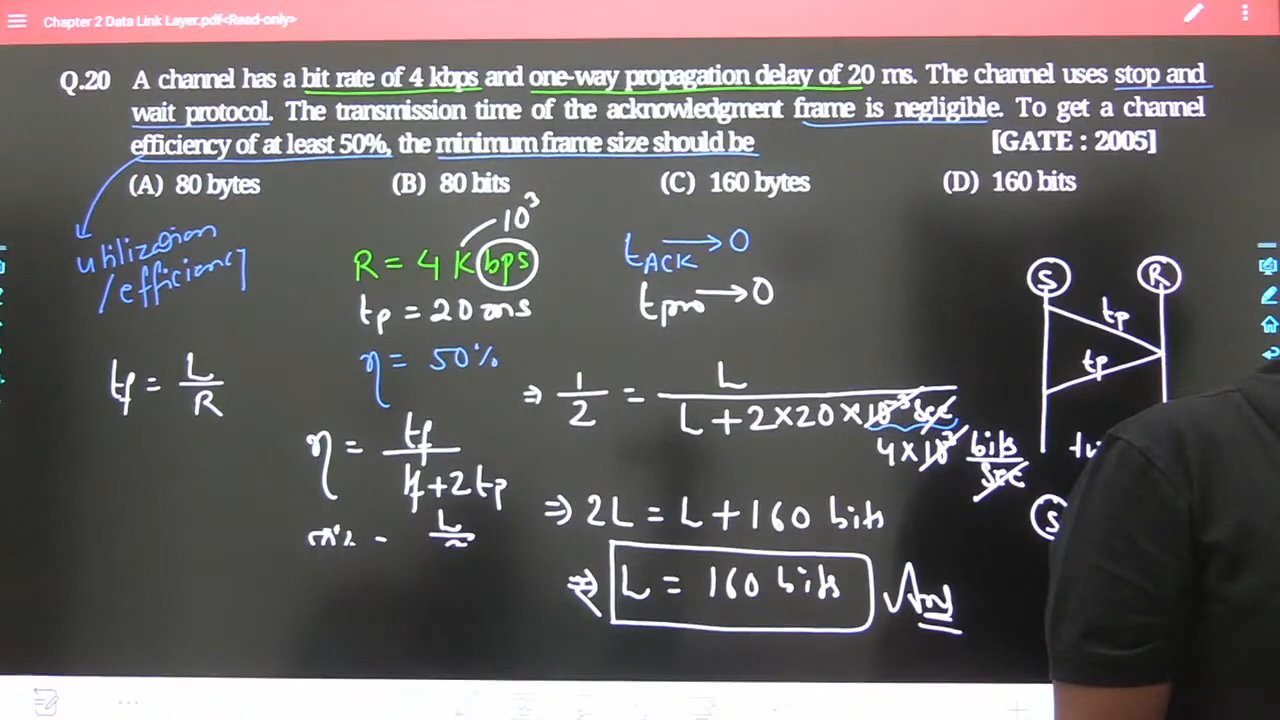 Chapter 2 Data Link Layer.pdf<Read-only>
Q.20 A channel has a bit rate of 4 kbps and one-way propagation delay of 20 ms. The channel uses stop and
wait protocol. The transmission time of the acknowledgment frame is negligible. To get a channel
efficiency of at least 50%, the minimum frame size should be [GATE : 2005]
(A) 80 bytes (B) 80 bits (C) 160 bytes (D) 160 bits
utilization
/efficiency
10³
R = 4 K bps
tp = 20 ms
η = 50%
tACK → 0
tpro → 0
S R
tp
tp
tf = L/R
η = tf/(tf+2tp)
⇒ 1/2 = L/(L+2×20×10⁻³ sec
4×10³ bits/sec
⇒ 2L = L + 160 bits
⇒ L = 160 bits Ans
S